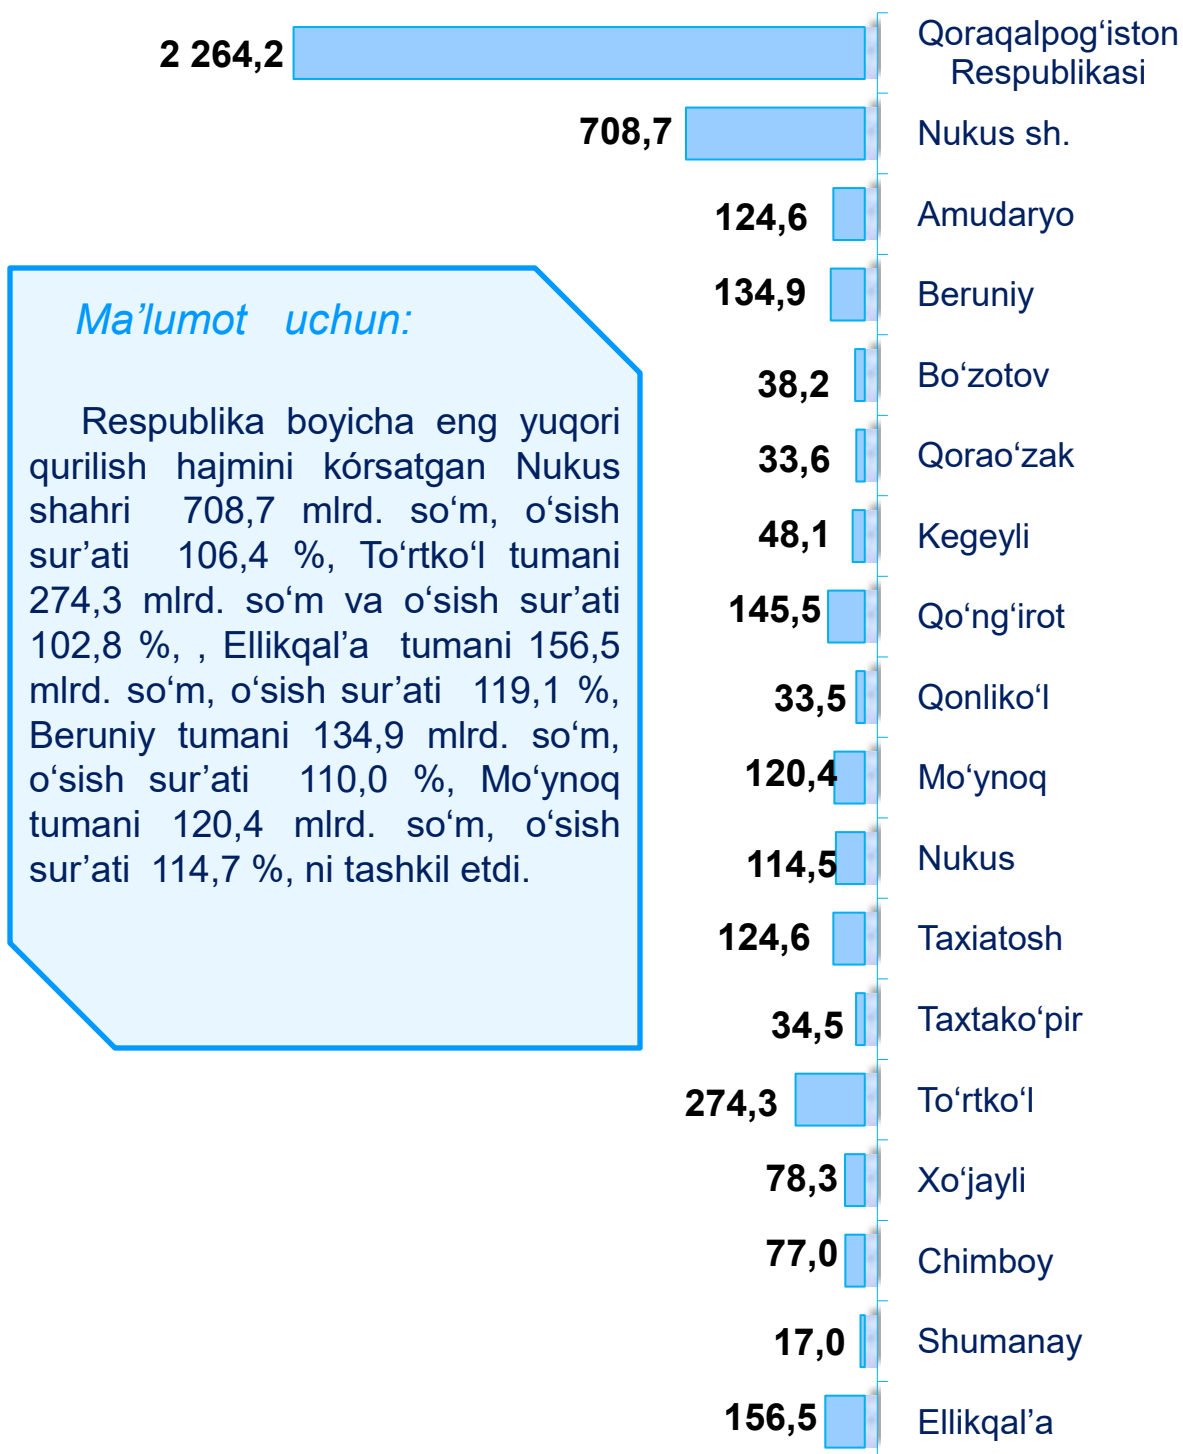 2 264,2 Qoraqalpog‘iston
Respublikasi
708,7 Nukus sh.
124,6 Amudaryo
134,9 Beruniy
38,2 Bo‘zotov
33,6 Qorao‘zak
48,1 Kegeyli
145,5 Qo‘ng‘irot
33,5 Qonliko‘l
120,4 Mo‘ynoq
114,5 Nukus
124,6 Taxiatosh
34,5 Taxtako‘pir
274,3 To‘rtko‘l
78,3 Xo‘jayli
77,0 Chimboy
17,0 Shumanay
156,5 Ellikqal’a
Ma’lumot uchun:
Respublika boyicha eng yuqori
qurilish hajmini kórsatgan Nukus
shahri 708,7 mlrd. so‘m, o‘sish
sur’ati 106,4 %, To‘rtko‘l tumani
274,3 mlrd. so‘m va o‘sish sur’ati
102,8 %, , Ellikqal’a tumani 156,5
mlrd. so‘m, o‘sish sur’ati 119,1 %,
Beruniy tumani 134,9 mlrd. so‘m,
o‘sish sur’ati 110,0 %, Mo‘ynoq
tumani 120,4 mlrd. so‘m, o‘sish
sur’ati 114,7 %, ni tashkil etdi.